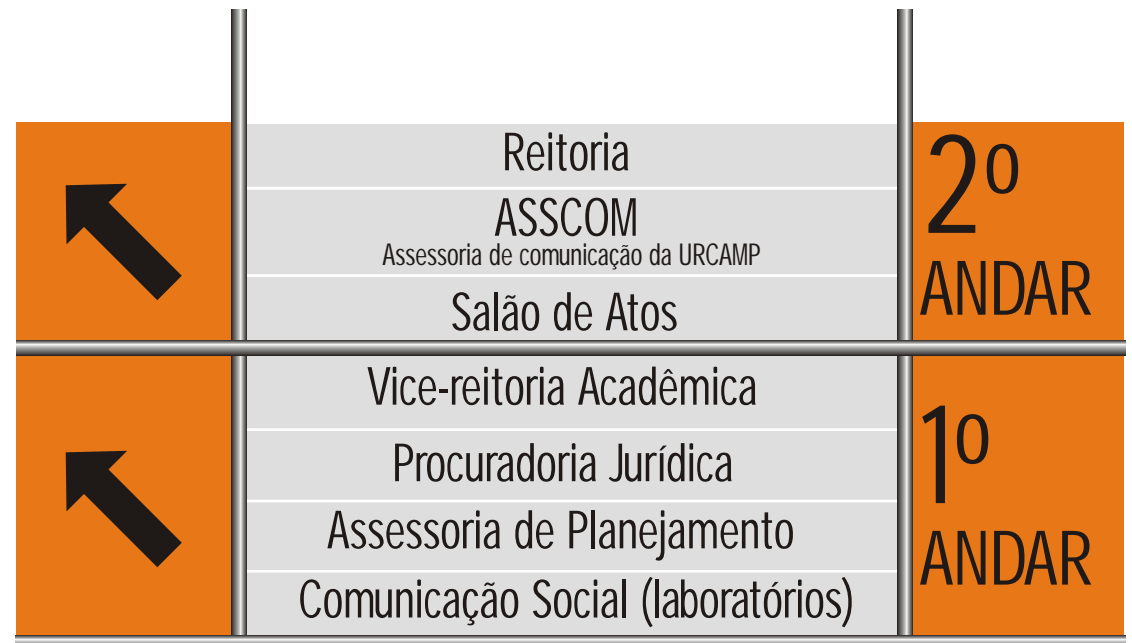 Reitoria
ASSCOM
Assessoria de comunicação da URCAMP
Salão de Atos
2º
ANDAR
Vice-reitoria Acadêmica
Procuradoria Jurídica
Assessoria de Planejamento
Comunicação Social (laboratórios)
1º
ANDAR